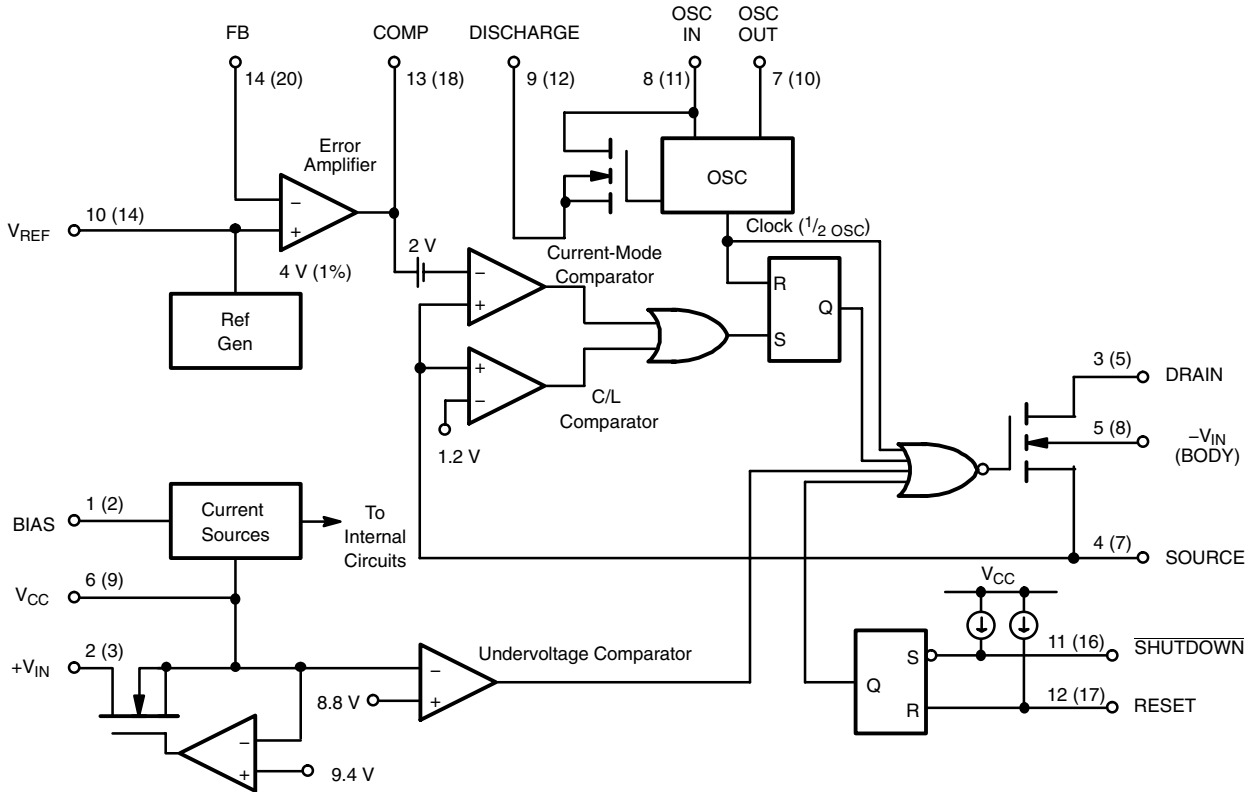 FB
COMP
DISCHARGE
OSC
IN
OSC
OUT
14 (20)
13 (18)
9 (12)
8 (11)
7 (10)
Error
Amplifier
OSC
10 (14)
VREF
−
+
4 V (1%)
2 V
Clock (1/2 OSC)
Current-Mode
Comparator
Ref
Gen
−
+
R
Q
S
+
−
C/L
Comparator
1.2 V
3 (5)
DRAIN
5 (8)
−VIN
(BODY)
1 (2)
BIAS
Current
Sources
To
Internal
Circuits
4 (7)
SOURCE
6 (9)
VCC
VCC
2 (3)
+VIN
Undervoltage Comparator
−
+
8.8 V
S
Q
R
11 (16)
SHUTDOWN
12 (17)
RESET
−
+
9.4 V